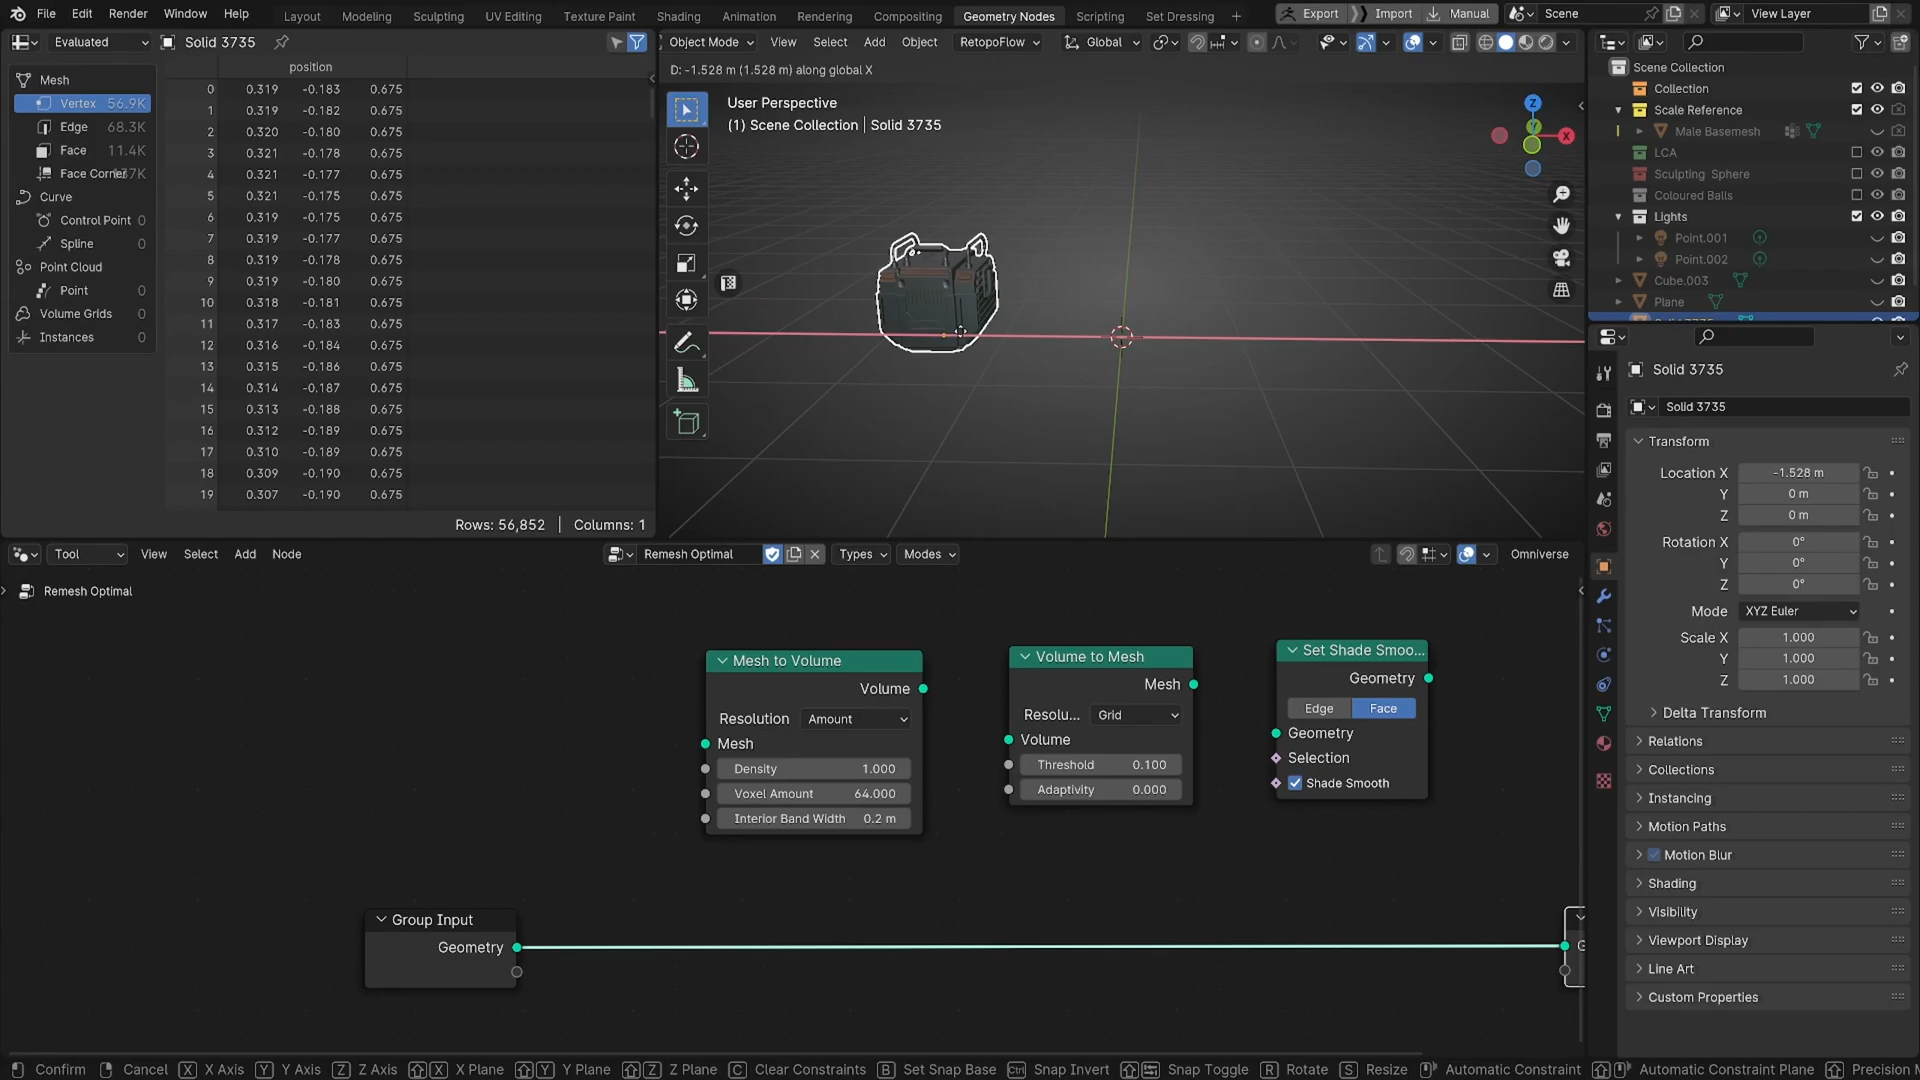 File Edit Render Window Help Layout Modeling Sculpting UV Editing Texture Paint Shading Animation Rendering Compositing Geometry Nodes Scripting Set Dressing + Export Import Manual Scene View Layer
Evaluated Solid 3735
Object Mode View Select Add Object RetopoFlow Global
position
Mesh
Vertex 56.9K
Edge 68.3K
Face 11.4K
Face Corner
Curve
Control Point 0
Spline 0
Point Cloud
Point 0
Volume Grids
Instances 0
0 0.319 -0.183 0.675
1 0.319 -0.182 0.675
2 0.320 -0.180 0.675
3 0.321 -0.178 0.675
4 0.321 -0.177 0.675
5 0.321 -0.175 0.675
6 0.319 -0.175 0.675
7 0.319 -0.177 0.675
8 0.319 -0.178 0.675
9 0.319 -0.180 0.675
10 0.318 -0.181 0.675
11 0.317 -0.183 0.675
12 0.316 -0.184 0.675
13 0.315 -0.186 0.675
14 0.314 -0.187 0.675
15 0.313 -0.188 0.675
16 0.312 -0.189 0.675
17 0.310 -0.189 0.675
18 0.309 -0.190 0.675
19 0.307 -0.190 0.675
Rows: 56,852 | Columns: 1
D: -1.528 m (1.528 m) along global X
User Perspective
(1) Scene Collection | Solid 3735
Z
Y
X
Scene Collection
Collection
Scale Reference
Male Basemesh
LCA
Sculpting Sphere
Coloured Balls
Lights
Point.001
Point.002
Cube.003
Plane
Solid 3735
Solid 3735
Transform
Location X -1.528 m
Y 0 m
Z 0 m
Rotation X 0°
Y 0°
Z 0°
Mode XYZ Euler
Scale X 1.000
Y 1.000
Z 1.000
Delta Transform
Relations
Collections
Instancing
Motion Paths
Motion Blur
Shading
Visibility
Viewport Display
Line Art
Custom Properties
Tool View Select Add Node Remesh Optimal Types Modes Omniverse
Remesh Optimal
Mesh to Volume
Volume
Resolution Amount
Mesh
Density 1.000
Voxel Amount 64.000
Interior Band Width 0.2 m
Volume to Mesh
Mesh
Resolu... Grid
Volume
Threshold 0.100
Adaptivity 0.000
Set Shade Smoo...
Geometry
Edge Face
Geometry
Selection
Shade Smooth
Group Input
Geometry
Confirm Cancel X X Axis Y Y Axis Z Z Axis X X Plane Y Y Plane Z Z Plane C Clear Constraints B Set Snap Base Ctrl Snap Invert Snap Toggle R Rotate S Resize Automatic Constraint Automatic Constraint Plane Precision